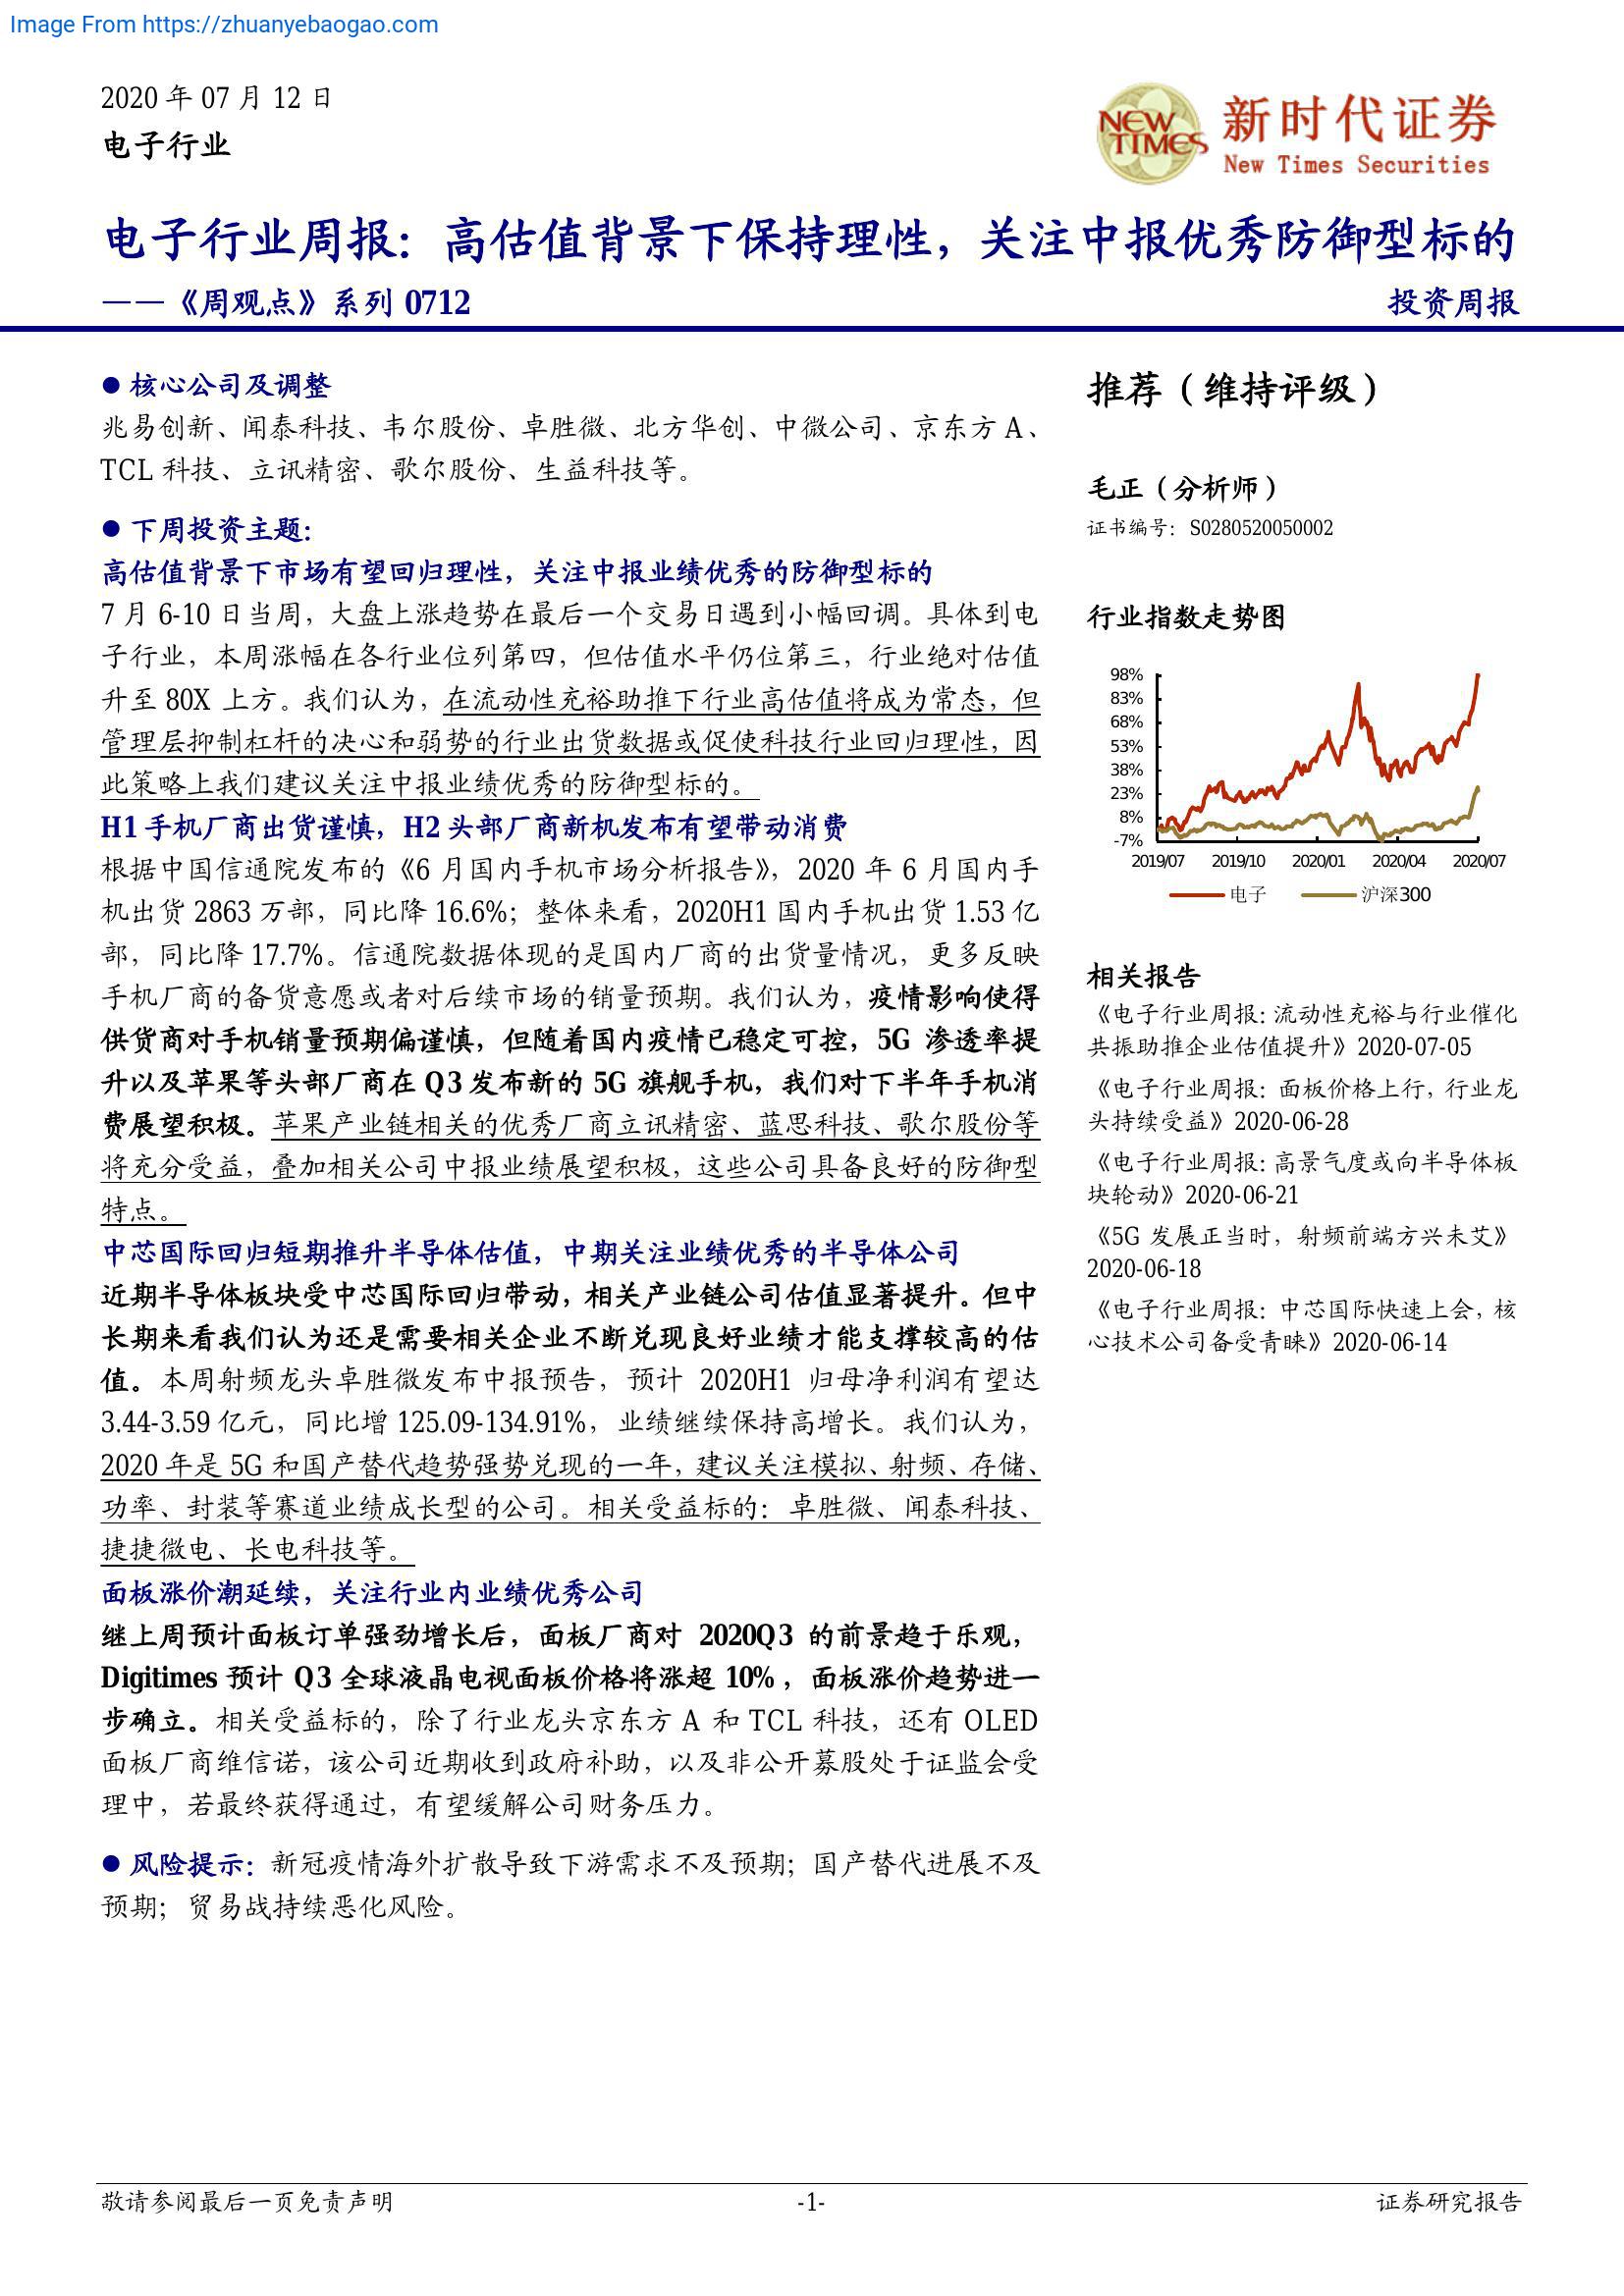 Image From https://zhuanyebaogao.com
2020 年 07 月 12 日
电子行业
NEW TIMES
新时代证券
New Times Securities
电子行业周报：高估值背景下保持理性，关注中报优秀防御型标的
——《周观点》系列 0712
投资周报
● 核心公司及调整
兆易创新、闻泰科技、韦尔股份、卓胜微、北方华创、中微公司、京东方 A、
TCL 科技、立讯精密、歌尔股份、生益科技等。
● 下周投资主题：
高估值背景下市场有望回归理性，关注中报业绩优秀的防御型标的
7 月 6-10 日当周，大盘上涨趋势在最后一个交易日遇到小幅回调。具体到电
子行业，本周涨幅在各行业位列第四，但估值水平仍位第三，行业绝对估值
升至 80X 上方。我们认为，在流动性充裕助推下行业高估值将成为常态，但
管理层抑制杠杆的决心和弱势的行业出货数据或促使科技行业回归理性，因
此策略上我们建议关注中报业绩优秀的防御型标的。
H1 手机厂商出货谨慎，H2 头部厂商新机发布有望带动消费
根据中国信通院发布的《6 月国内手机市场分析报告》，2020 年 6 月国内手
机出货 2863 万部，同比降 16.6%；整体来看，2020H1 国内手机出货 1.53 亿
部，同比降 17.7%。信通院数据体现的是国内厂商的出货量情况，更多反映
手机厂商的备货意愿或者对后续市场的销量预期。我们认为，疫情影响使得
供货商对手机销量预期偏谨慎，但随着国内疫情已稳定可控，5G 渗透率提
升以及苹果等头部厂商在 Q3 发布新的 5G 旗舰手机，我们对下半年手机消
费展望积极。苹果产业链相关的优秀厂商立讯精密、蓝思科技、歌尔股份等
将充分受益，叠加相关公司中报业绩展望积极，这些公司具备良好的防御型
特点。
中芯国际回归短期推升半导体估值，中期关注业绩优秀的半导体公司
近期半导体板块受中芯国际回归带动，相关产业链公司估值显著提升。但中
长期来看我们认为还是需要相关企业不断兑现良好业绩才能支撑较高的估
值。本周射频龙头卓胜微发布中报预告，预计 2020H1 归母净利润有望达
3.44-3.59 亿元，同比增 125.09-134.91%，业绩继续保持高增长。我们认为，
2020 年是 5G 和国产替代趋势强势兑现的一年，建议关注模拟、射频、存储、
功率、封装等赛道业绩成长型的公司。相关受益标的：卓胜微、闻泰科技、
捷捷微电、长电科技等。
面板涨价潮延续，关注行业内业绩优秀公司
继上周预计面板订单强劲增长后，面板厂商对 2020Q3 的前景趋于乐观，
Digitimes 预计 Q3 全球液晶电视面板价格将涨超 10%，面板涨价趋势进一
步确立。相关受益标的，除了行业龙头京东方 A 和 TCL 科技，还有 OLED
面板厂商维信诺，该公司近期收到政府补助，以及非公开募股处于证监会受
理中，若最终获得通过，有望缓解公司财务压力。
● 风险提示：新冠疫情海外扩散导致下游需求不及预期；国产替代进展不及
预期；贸易战持续恶化风险。
推荐（维持评级）
毛正（分析师）
证书编号：S0280520050002
行业指数走势图
98%
83%
68%
53%
38%
23%
8%
-7%
2019/07 2019/10 2020/01 2020/04 2020/07
电子 沪深300
相关报告
《电子行业周报：流动性充裕与行业催化
共振助推企业估值提升》2020-07-05
《电子行业周报：面板价格上行，行业龙
头持续受益》2020-06-28
《电子行业周报：高景气度或向半导体板
块轮动》2020-06-21
《5G 发展正当时，射频前端方兴未艾》
2020-06-18
《电子行业周报：中芯国际快速上会，核
心技术公司备受青睐》2020-06-14
敬请参阅最后一页免责声明
-1-
证券研究报告